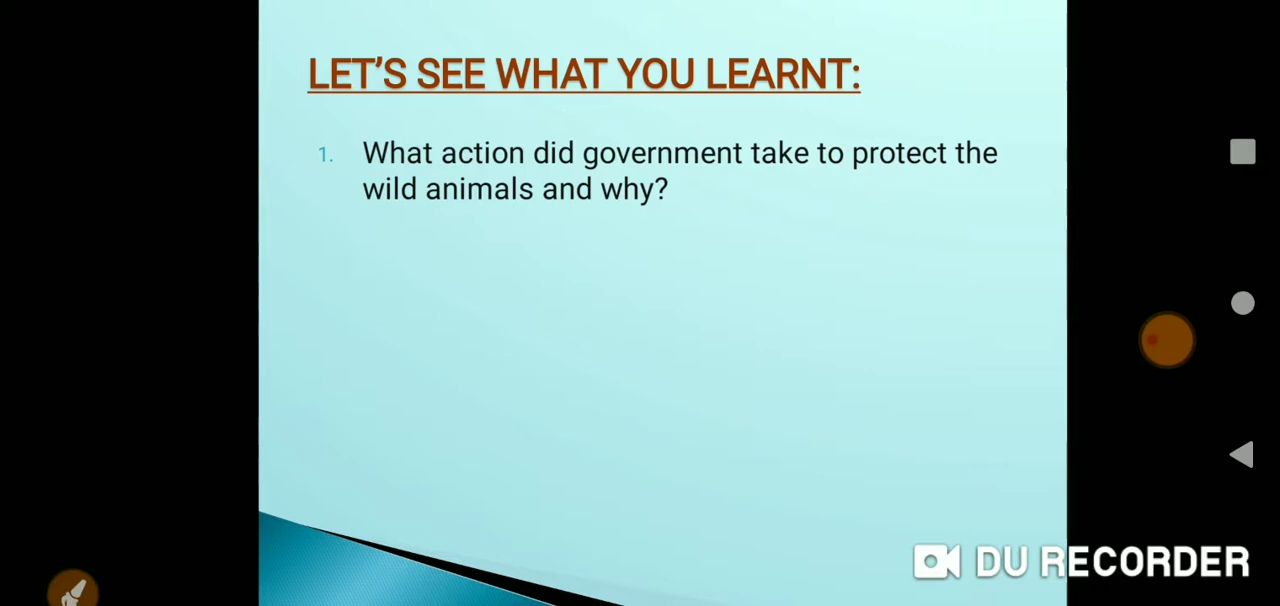 LET'S SEE WHAT YOU LEARNT:
1. What action did government take to protect the
wild animals and why?
DU RECORDER